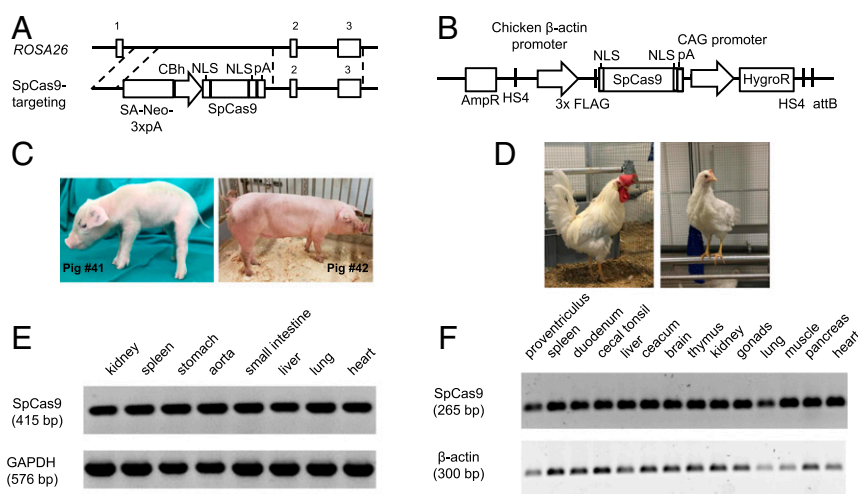 A
1
2
3
ROSA26
CBh
NLS
NLS
pA
2
3
SpCas9-
targeting
SA-Neo-
3xpA
SpCas9
B
Chicken β-actin
promoter
CAG promoter
NLS
NLS
pA
SpCas9
HygroR
AmpR
HS4
3x FLAG
HS4
attB
C
Pig #41
Pig #42
D
E
kidney
spleen
stomach
aorta
small intestine
liver
lung
heart
SpCas9
(415 bp)
GAPDH
(576 bp)
F
proventriculus
spleen
duodenum
cecal tonsil
liver
ceacum
brain
thymus
kidney
gonads
lung
muscle
pancreas
heart
SpCas9
(265 bp)
β-actin
(300 bp)